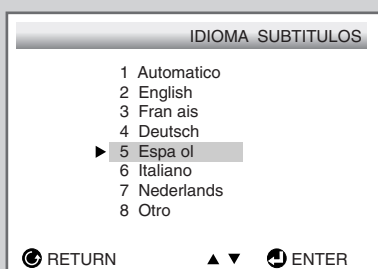 IDIOMA SUBTITULOS
1 Automatico
2 English
3 Fran ais
4 Deutsch
▶ 5 Espa ol
6 Italiano
7 Nederlands
8 Otro
RETURN ▲ ▼ ENTER